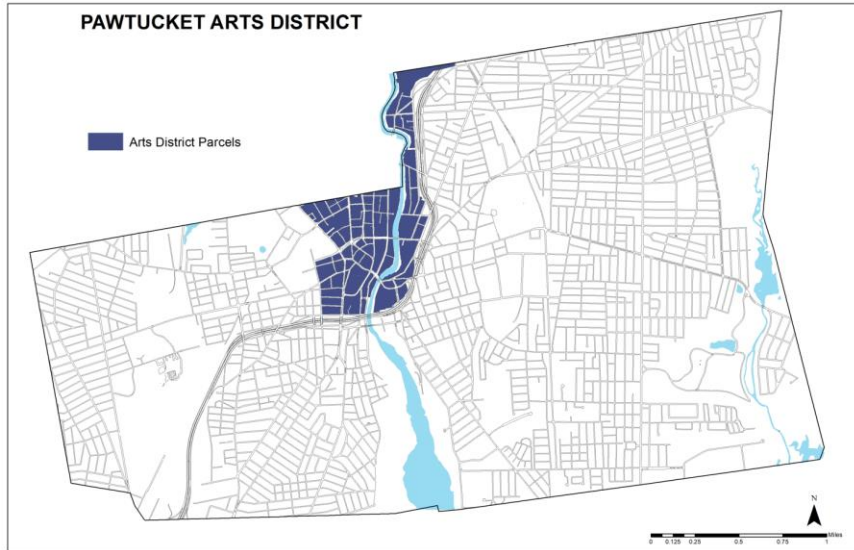 PAWTUCKET ARTS DISTRICT
Arts District Parcels
N
Miles
0 0.125 0.25 0.5 0.75 1